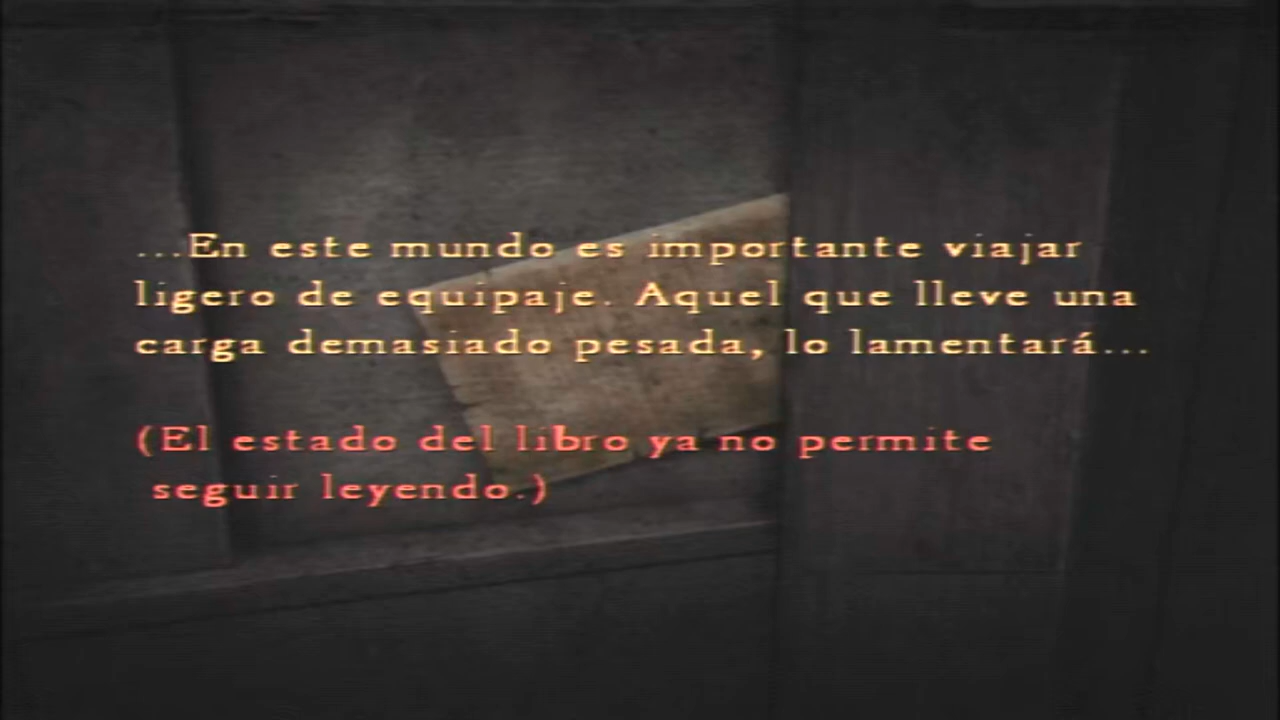 ...En este mundo es importante viajar
ligero de equipaje. Aquel que lleve una
carga demasiado pesada, lo lamentará...
(El estado del libro ya no permite
seguir leyendo.)